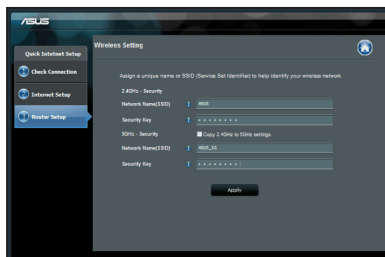 ASUS
Quick Internet Setup
Check Connection
Internet Setup
Router Setup
Wireless Setting
Assign a unique name or SSID (Service Set Identifier) to help identify your wireless network.
2.4GHz - Security
Network Name(SSID) ASUS
Security Key
5GHz - Security Copy 2.4GHz to 5GHz settings.
Network Name(SSID) ASUS_5G
Security Key
Apply